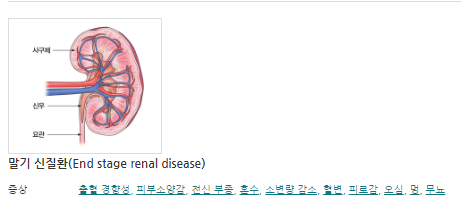 사구체
신우
요관
말기 신질환(End stage renal disease)
증상 출혈 경향성, 피부소양감, 전신 부종, 혼수, 소변량 감소, 혈변, 피로감, 오심, 멍, 무뇨